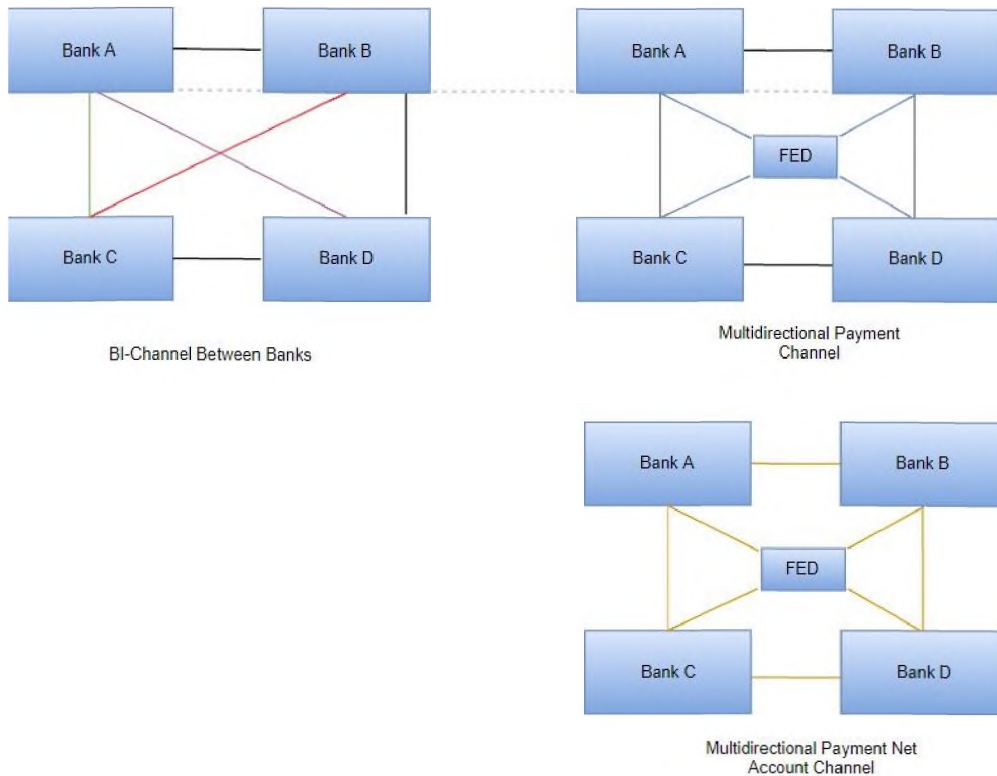 Bank A
Bank B
Bank C
Bank D
BI-Channel Between Banks
Bank A
Bank B
FED
Bank C
Bank D
Multidirectional Payment
Channel
Bank A
Bank B
FED
Bank C
Bank D
Multidirectional Payment Net
Account Channel